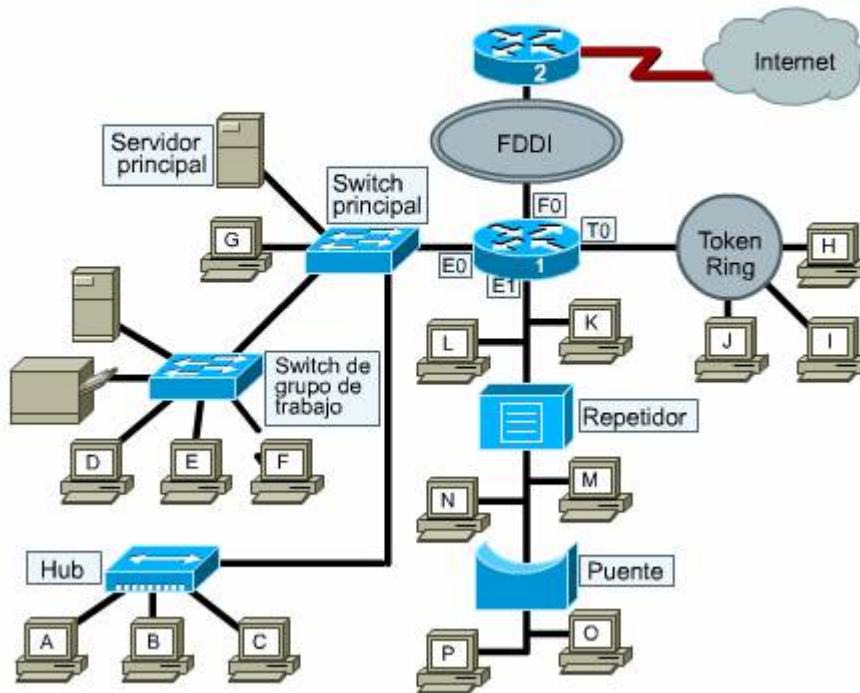 2
Internet
FDDI
Servidor
principal
Switch
principal
G
F0
T0
E0
1
E1
Token
Ring
H
L
K
J
I
Switch de
grupo de
trabajo
Repetidor
D
E
F
N
M
Hub
Puente
A
B
C
P
O